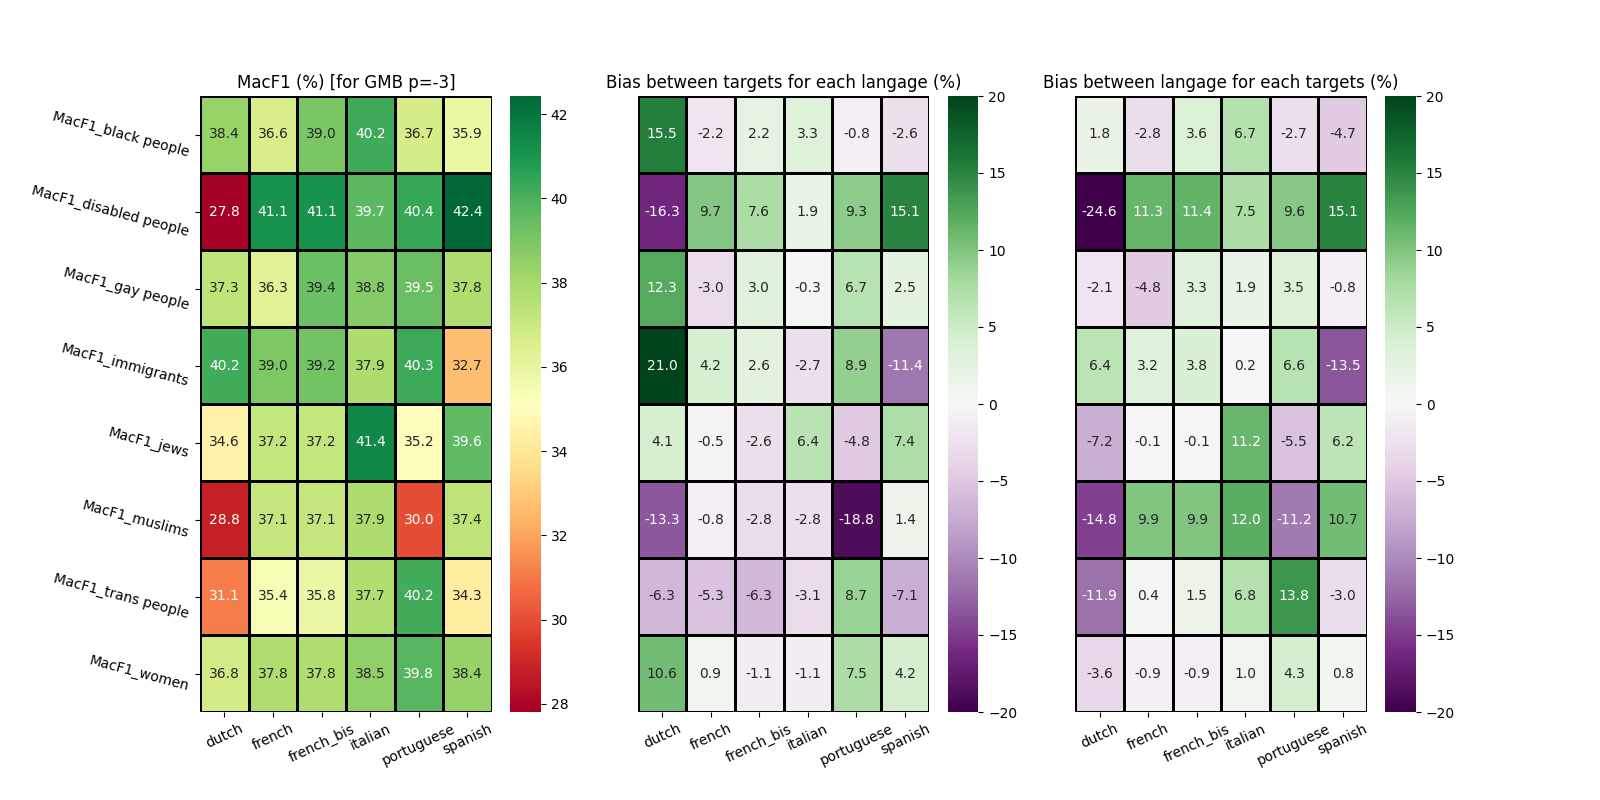 MacF1 (%) [for GMB p=-3]
MacF1_black people
MacF1_disabled people
MacF1_gay people
MacF1_immigrants
MacF1_jews
MacF1_muslims
MacF1_trans people
MacF1_women
38.4 36.6 39.0 40.2 36.7 35.9
27.8 41.1 41.1 39.7 40.4 42.4
37.3 36.3 39.4 38.8 39.5 37.8
40.2 39.0 39.2 37.9 40.3 32.7
34.6 37.2 37.2 41.4 35.2 39.6
28.8 37.1 37.1 37.9 30.0 37.4
31.1 35.4 35.8 37.7 40.2 34.3
36.8 37.8 37.8 38.5 39.8 38.4
dutch french french_bis italian portuguese spanish
42
40
38
36
34
32
30
28
Bias between targets for each langage (%)
15.5 -2.2 2.2 3.3 -0.8 -2.6
-16.3 9.7 7.6 1.9 9.3 15.1
12.3 -3.0 3.0 -0.3 6.7 2.5
21.0 4.2 2.6 -2.7 8.9 -11.4
4.1 -0.5 -2.6 6.4 -4.8 7.4
-13.3 -0.8 -2.8 -2.8 -18.8 1.4
-6.3 -5.3 -6.3 -3.1 8.7 -7.1
10.6 0.9 -1.1 -1.1 7.5 4.2
dutch french french_bis italian portuguese spanish
20
15
10
5
0
−5
−10
−15
−20
Bias between langage for each targets (%)
1.8 -2.8 3.6 6.7 -2.7 -4.7
-24.6 11.3 11.4 7.5 9.6 15.1
-2.1 -4.8 3.3 1.9 3.5 -0.8
6.4 3.2 3.8 0.2 6.6 -13.5
-7.2 -0.1 -0.1 11.2 -5.5 6.2
-14.8 9.9 9.9 12.0 -11.2 10.7
-11.9 0.4 1.5 6.8 13.8 -3.0
-3.6 -0.9 -0.9 1.0 4.3 0.8
dutch french french_bis italian portuguese spanish
20
15
10
5
0
−5
−10
−15
−20